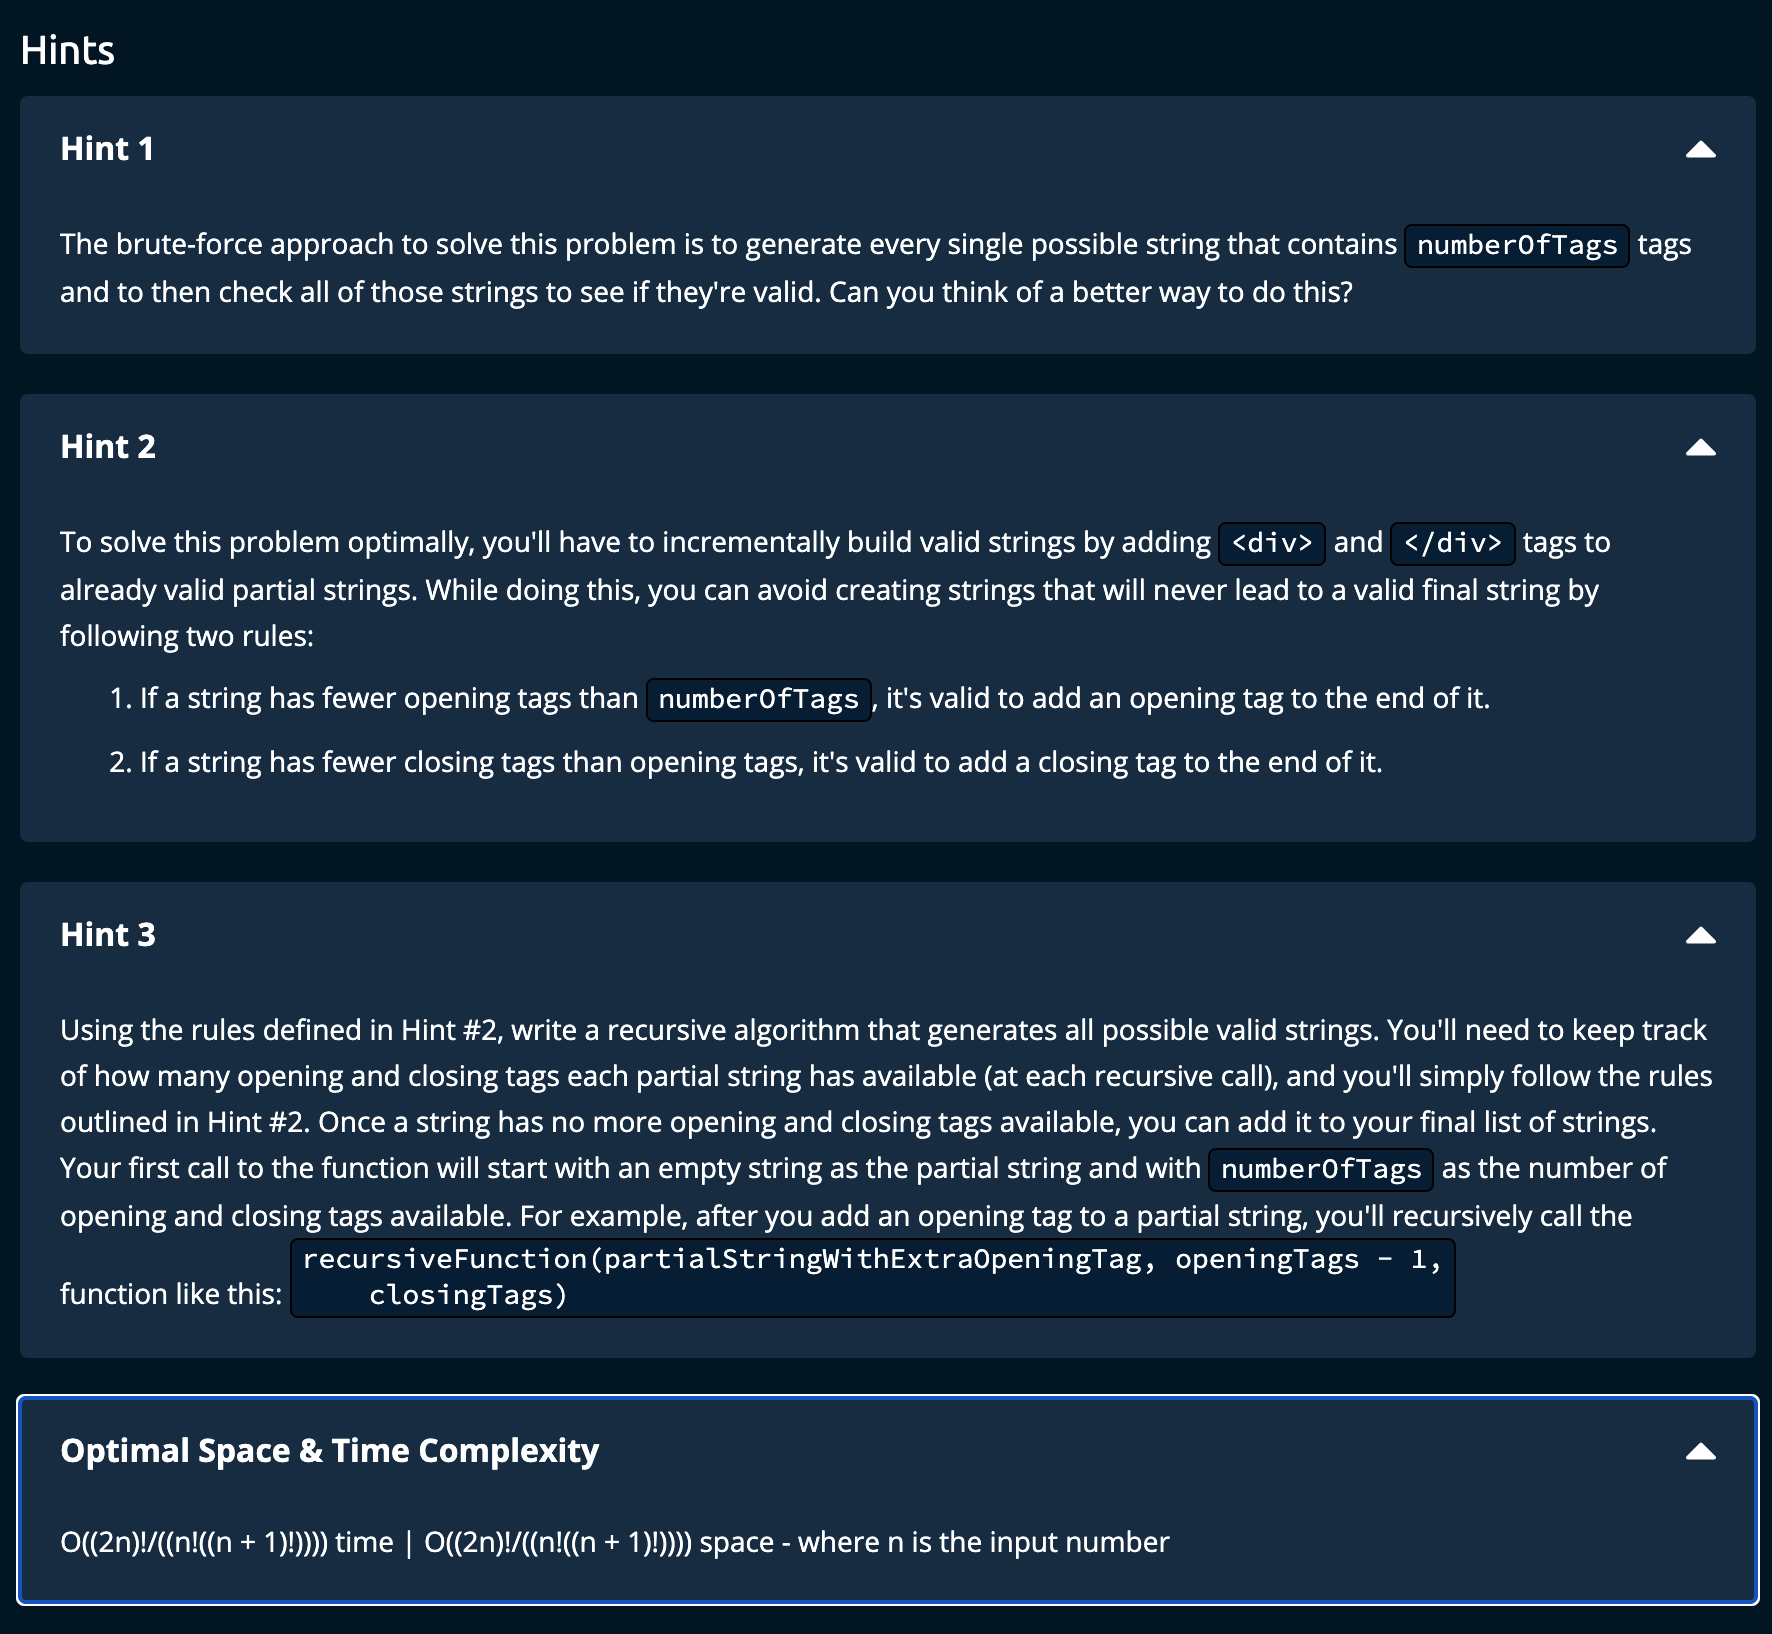 Hints
Hint 1
The brute-force approach to solve this problem is to generate every single possible string that contains numberOfTags tags
and to then check all of those strings to see if they're valid. Can you think of a better way to do this?
Hint 2
To solve this problem optimally, you'll have to incrementally build valid strings by adding <div> and </div> tags to
already valid partial strings. While doing this, you can avoid creating strings that will never lead to a valid final string by
following two rules:
1. If a string has fewer opening tags than numberOfTags, it's valid to add an opening tag to the end of it.
2. If a string has fewer closing tags than opening tags, it's valid to add a closing tag to the end of it.
Hint 3
Using the rules defined in Hint #2, write a recursive algorithm that generates all possible valid strings. You'll need to keep track
of how many opening and closing tags each partial string has available (at each recursive call), and you'll simply follow the rules
outlined in Hint #2. Once a string has no more opening and closing tags available, you can add it to your final list of strings.
Your first call to the function will start with an empty string as the partial string and with numberOfTags as the number of
opening and closing tags available. For example, after you add an opening tag to a partial string, you'll recursively call the
function like this: recursiveFunction(partialStringWithExtraOpeningTag, openingTags - 1,
closingTags)
Optimal Space & Time Complexity
O((2n)!/((n!((n + 1)!)))) time | O((2n)!/((n!((n + 1)!)))) space - where n is the input number